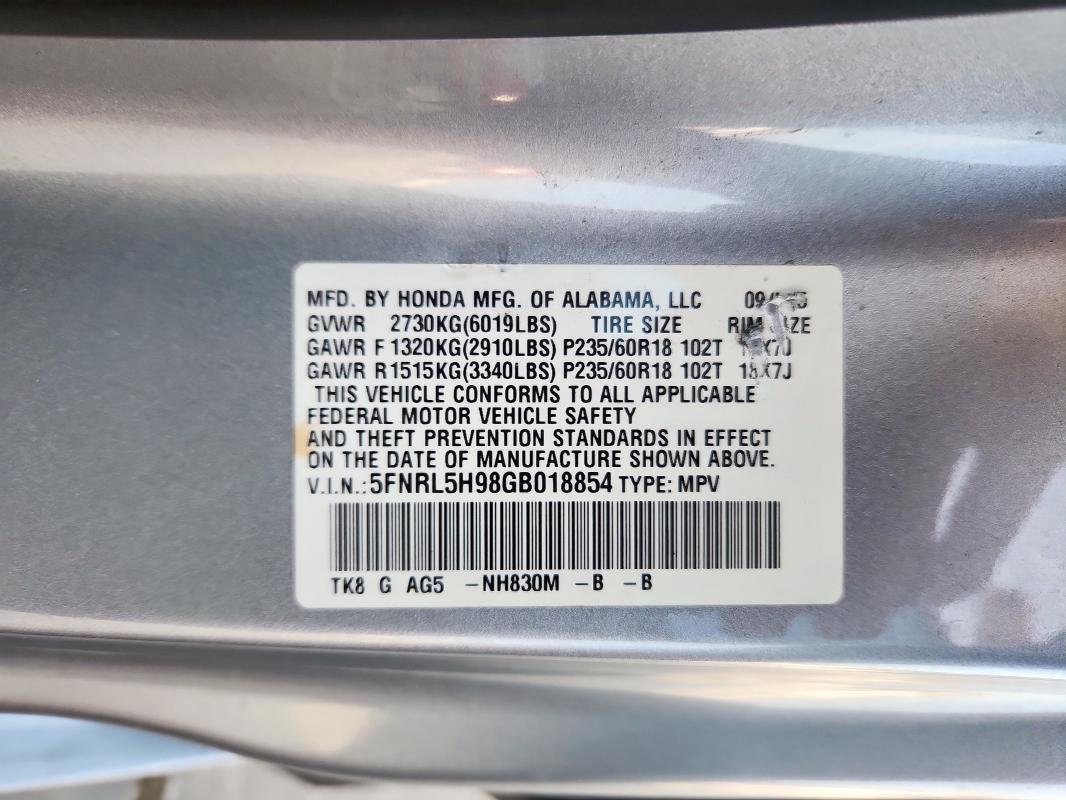 MFD. BY HONDA MFG. OF ALABAMA, LLC
GVWR 2730KG(6019LBS) TIRE SIZE RIM SIZE
GAWR F 1320KG(2910LBS) P235/60R18 102T
GAWR R 1515KG(3340LBS) P235/60R18 102T 18X7J
THIS VEHICLE CONFORMS TO ALL APPLICABLE
FEDERAL MOTOR VEHICLE SAFETY
AND THEFT PREVENTION STANDARDS IN EFFECT
ON THE DATE OF MANUFACTURE SHOWN ABOVE.
V.I.N.: 5FNRL5H98GB018854 TYPE: MPV
TK8 G AG5 -NH830M -B -B